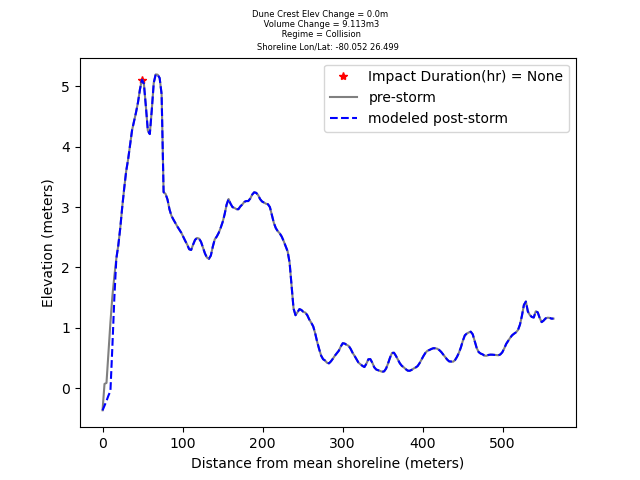 Dune Crest Elev Change = 0.0m
Volume Change = 9.113m3
Regime = Collision
Shoreline Lon/Lat: -80.052 26.499
Impact Duration(hr) = None
pre-storm
modeled post-storm
Elevation (meters)
5
4
3
2
1
0
0 100 200 300 400 500
Distance from mean shoreline (meters)